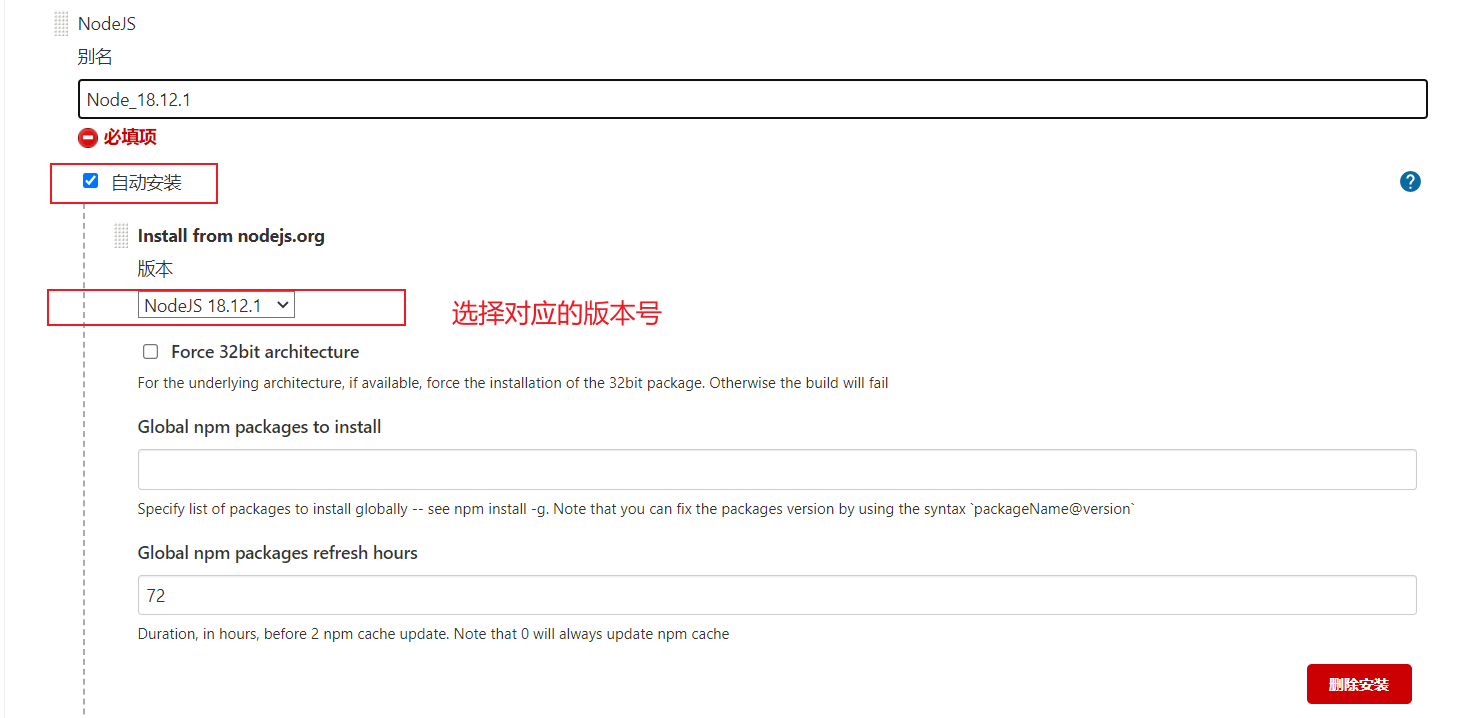 NodeJS
别名
Node_18.12.1
必填项
自动安装
Install from nodejs.org
版本
NodeJS 18.12.1
选择对应的版本号
Force 32bit architecture
For the underlying architecture, if available, force the installation of the 32bit package. Otherwise the build will fail
Global npm packages to install
Specify list of packages to install globally -- see npm install -g. Note that you can fix the packages version by using the syntax `packageName@version`
Global npm packages refresh hours
72
Duration, in hours, before 2 npm cache update. Note that 0 will always update npm cache
删除安装